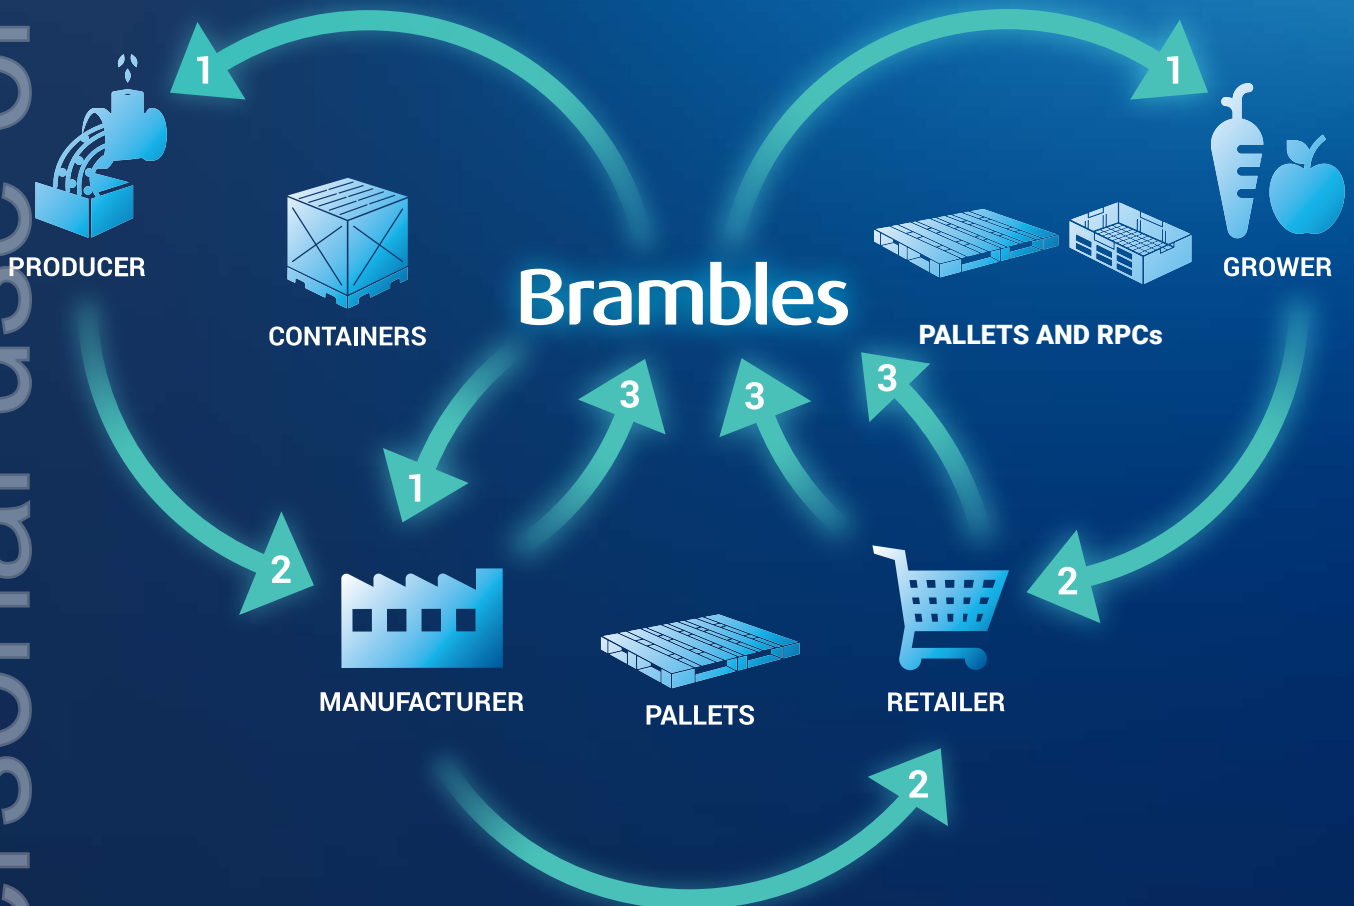 1
1
PRODUCER
GROWER
CONTAINERS
Brambles
PALLETS AND RPCs
3
3
3
1
2
2
MANUFACTURER
PALLETS
RETAILER
2